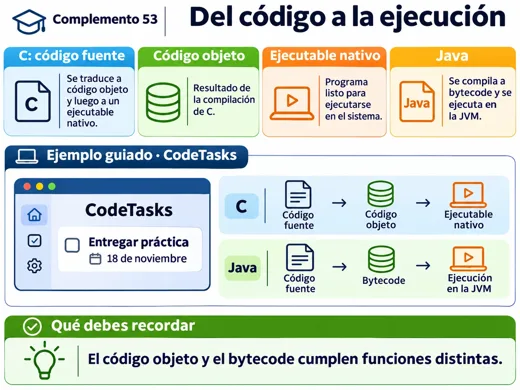 Complemento 53
Del código a la ejecución
C: código fuente
C
Se traduce a
código objeto
y luego a un
ejecutable
nativo.
Código objeto
Resultado de
la compilación
de C.
Ejecutable nativo
Programa
listo para
ejecutarse
en el sistema.
Java
Java
Se compila a
bytecode y se
ejecuta en
la JVM.
Ejemplo guiado · CodeTasks
CodeTasks
Entregar práctica
18 de noviembre
C
Código
fuente
→
Código
objeto
→
Ejecutable
nativo
Java
Código
fuente
→
Bytecode
→
Ejecución
en la JVM
Qué debes recordar
El código objeto y el bytecode cumplen funciones distintas.